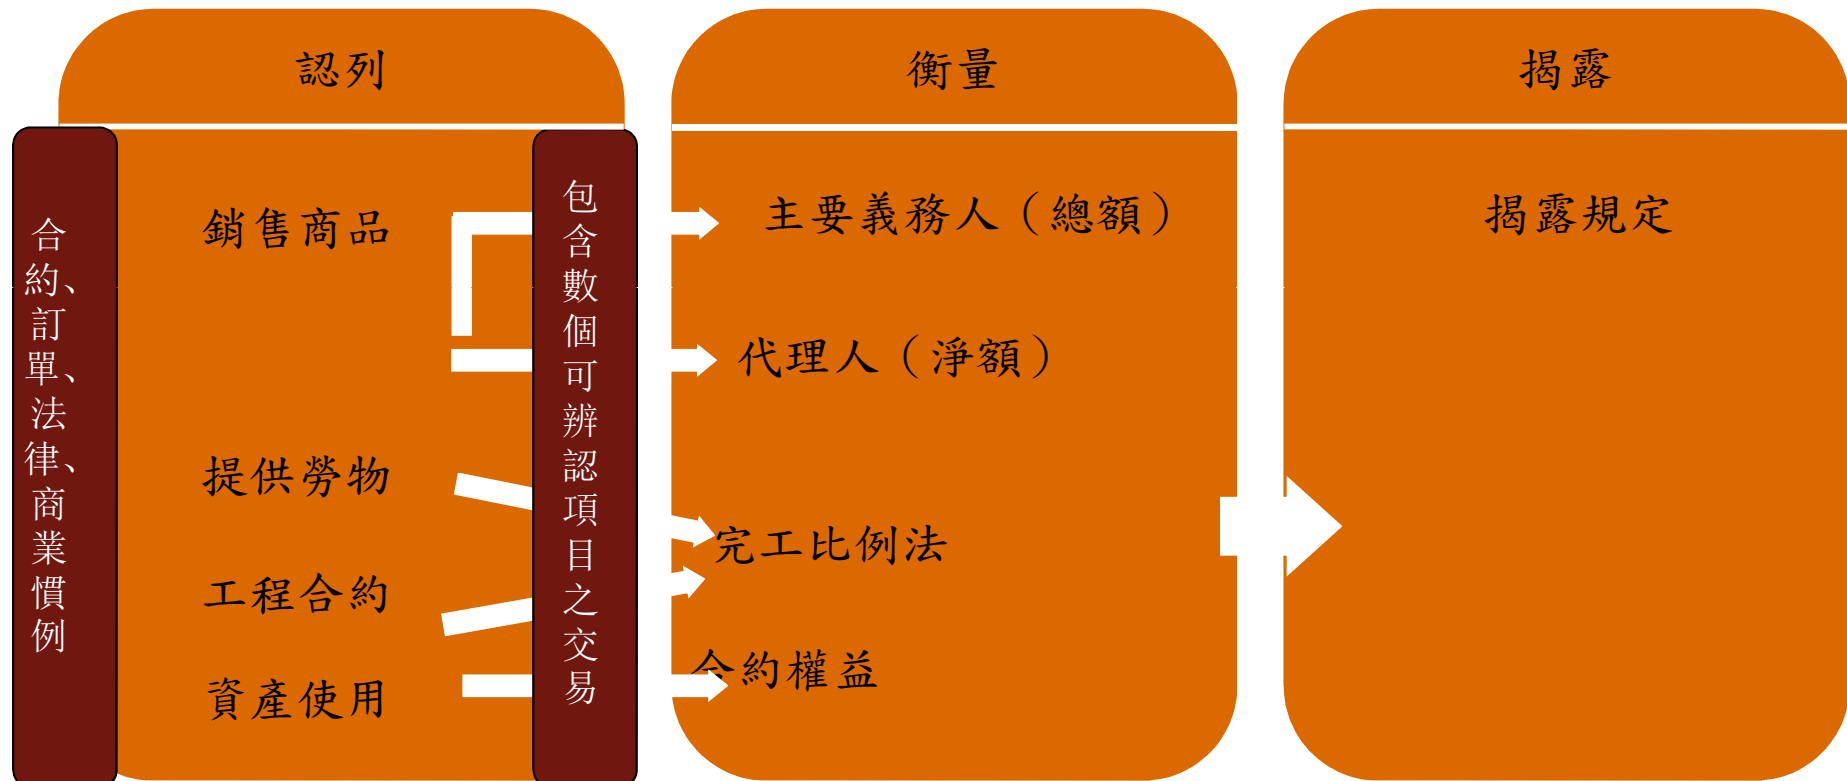 認列
合約、訂單、法律、商業慣例
銷售商品
提供勞物
工程合約
資產使用
包含數個可辨認項目之交易
衡量
主要義務人（總額）
代理人（淨額）
完工比例法
合約權益
揭露
揭露規定